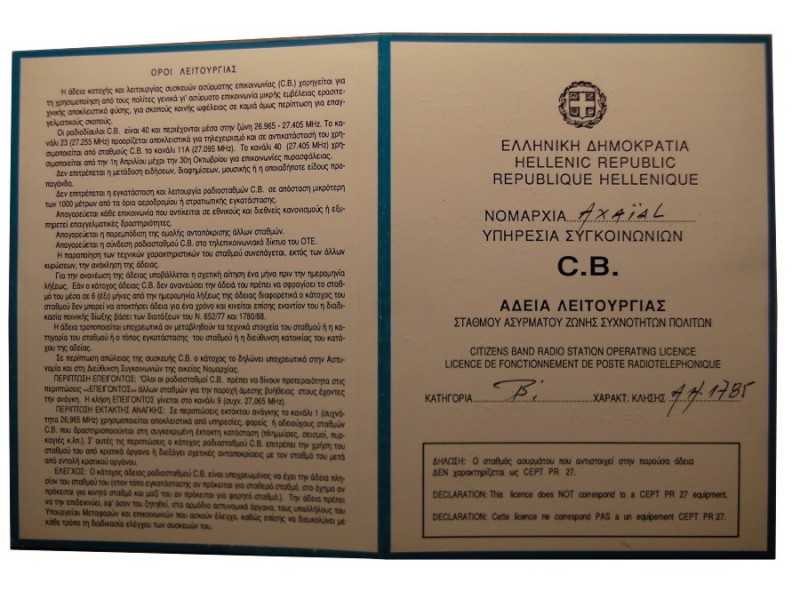 ΟΡΟΙ ΛΕΙΤΟΥΡΓΙΑΣ
Η άδεια κατοχής και λειτουργίας συσκευών ασύρματης επικοινωνίας (C.B.) χορηγείται για
τη χρησιμοποίηση από τους πολίτες γενικά γι' ασύρματο επικοινωνία μικρής εμβέλειας ερασιτε-
χνικής αποκλειστικά φύσης, για σκοπούς κοινής ωφέλειας σε καμιά όμως περίπτωση για επαγ-
γελματικούς σκοπούς.
Οι ραδιοδίαυλοι C.B. είναι 40 και περιέχονται μέσα στην ζώνη 26.965 - 27.405 MHz. Το κα-
νάλι 23 (27.255 MHz) προορίζεται αποκλειστικά για τηλεχειρισμό και σε αντικατάστασή του χρη-
σιμοποιείται από σταθμούς C.B. το κανάλι 11Α (27.095 MHz). Το κανάλι 40 (27.405 MHz) χρη-
σιμοποιείται από την 1η Απριλίου μέχρι την 30η Οκτωβρίου για επικοινωνίες πυρασφάλειας.
Δεν επιτρέπεται η μετάδοση ειδήσεων, διαφημίσεων, μουσικής ή η οποιαδήποτε είδους προ-
παγάνδα.
Δεν επιτρέπεται η εγκατάσταση και λειτουργία ραδιοσταθμών C.B. σε απόσταση μικρότερη
των 1000 μέτρων από τα όρια αεροδρομίου ή στρατιωτικής εγκατάστασης.
Απαγορεύεται κάθε επικοινωνία που αντίκειται σε εθνικούς και διεθνείς κανονισμούς ή εξυ-
πηρετεί επαγγελματικές δραστηριότητες.
Απαγορεύεται η παρεμπόδιση της ομαλής ανταπόκρισης άλλων σταθμών.
Απαγορεύεται η σύνδεση ραδιοσταθμού C.B. στο τηλεπικοινωνιακό δίκτυο του ΟΤΕ.
Η παραποίηση των τεχνικών χαρακτηριστικών του σταθμού συνεπάγεται, εκτός των άλλων
κυρώσεων, την ανάκληση της άδειας.
Για την ανανέωση της άδειας υποβάλλεται η σχετική αίτηση ένα μήνα πριν την ημερομηνία
λήξεως. Εάν ο κάτοχος C.B. δεν ανανεώσει την άδειά του πρέπει να σφραγίσει το σταθ-
μό του μέσα σε 6 (έξι) μήνες από την ημερομηνία λήξεως της άδειας διαφορετικά ο κάτοχος του
σταθμού δεν μπορεί να αποκτήσει άδεια για ένα χρόνο και κινείται επίσης εναντίον του η δια-
δικασία ποινικής δίωξης βάσει των διατάξεων του Ν. 652/77 και 1780/88.
Η άδεια τροποποιείται υποχρεωτικά αν μεταβληθούν τα τεχνικά στοιχεία του σταθμού ή η κα-
τηγορία του σταθμού ή ο τόπος εγκατάστασης του σταθμού ή η διεύθυνση κατοικίας του κατό-
χου της αδείας.
Σε περίπτωση απώλειας της συσκευής C.B. ο κάτοχος το δηλώνει υποχρεωτικά στην Αστυ-
νομία και στη Διεύθυνση Συγκοινωνιών της οικείας Νομαρχίας.
ΠΕΡΙΠΤΩΣΗ ΕΠΕΙΓΟΝΤΟΣ: Όλοι οι ραδιοσταθμοί C.B. πρέπει να δίνουν προτεραιότητα στις
περιπτώσεις «ΕΠΕΙΓΟΝΤΟΣ» άλλων σταθμών για την παροχή άμεσης βοήθειας στους έχοντες
την ανάγκη. Η κλήση ΕΠΕΙΓΟΝΤΟΣ γίνεται στο κανάλι 9 (συχν. 27,065 MHz).
ΠΕΡΙΠΤΩΣΗ ΕΚΤΑΚΤΗΣ ΑΝΑΓΚΗΣ: Σε περίπτωση εκτάκτου ανάγκης το κανάλι 1 (συχνό-
τητα 26,965 MHz) χρησιμοποιείται αποκλειστικά από υπηρεσίες, φορείς ή αδειούχους σταθμών
C.B. που δραστηριοποιούνται στη συγκεκριμένη έκτακτη κατάσταση (πλημμύρες, σεισμοί, πυρ-
καγιές κ.λπ.). Σ' αυτές τις περιπτώσεις ο κάτοχος ραδιοσταθμού C.B. επιτρέπει την χρήση του
σταθμού του από κρατικό όργανο ή διεξάγει σχετικές ανταποκρίσεις με τον σταθμό του μετά
από εντολή κρατικού οργάνου.
ΕΛΕΓΧΟΣ: Ο κάτοχος άδειας ραδιοσταθμού C.B. είναι υποχρεωμένος να έχει την άδεια πλη-
σίον του σταθμού του (στον τόπο εγκατάστασης αν πρόκειται για σταθερό σταθμό, στο όχημα αν
πρόκειται για κινητό σταθμό και μαζί του αν πρόκειται για φορητό σταθμό). Την άδεια πρέπει
να την επιδεικνύει, εφ' όσον του ζητηθεί, στα αρμόδια αστυνομικά όργανα, τους υπαλλήλους του
Υπουργείου Μεταφορών και Επικοινωνιών που ασκούν έλεγχο, καθώς επίσης να διευκολύνει με
κάθε τρόπο τη διαδικασία ελέγχου των συσκευών του.
ΕΛΛΗΝΙΚΗ ΔΗΜΟΚΡΑΤΙΑ
HELLENIC REPUBLIC
REPUBLIQUE HELLENIQUE
ΝΟΜΑΡΧΙΑ ΑΧΑΪΑΣ
ΥΠΗΡΕΣΙΑ ΣΥΓΚΟΙΝΩΝΙΩΝ
C.B.
ΑΔΕΙΑ ΛΕΙΤΟΥΡΓΙΑΣ
ΣΤΑΘΜΟΥ ΑΣΥΡΜΑΤΟΥ ΖΩΝΗΣ ΣΥΧΝΟΤΗΤΩΝ ΠΟΛΙΤΩΝ
CITIZENS BAND RADIO STATION OPERATING LICENCE
LICENCE DE FONCTIONNEMENT DE POSTE RADIOTELEPHONIQUE
ΚΑΤΗΓΟΡΙΑ Β' ΧΑΡΑΚΤ. ΚΛΗΣΗΣ ΑΗ-1785
ΔΗΛΩΣΗ: Ο σταθμός ασυρμάτου που αντιστοιχεί στην παρούσα άδεια
ΔΕΝ χαρακτηρίζεται ως CEPT PR 27.
DECLARATION: This licence does NOT correspond to a CEPT PR 27 equipment.
DECLARATION: Cette licence ne correspond PAS a un equipement CEPT PR 27.